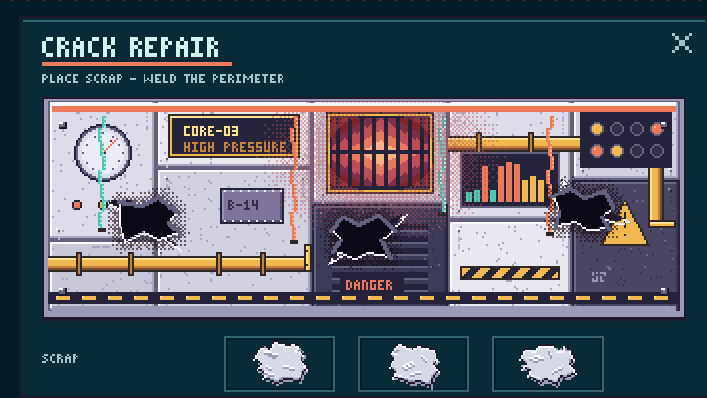 CRACK REPAIR
PLACE SCRAP – WELD THE PERIMETER
CORE-03
HIGH PRESSURE
B-14
DANGER
SCRAP